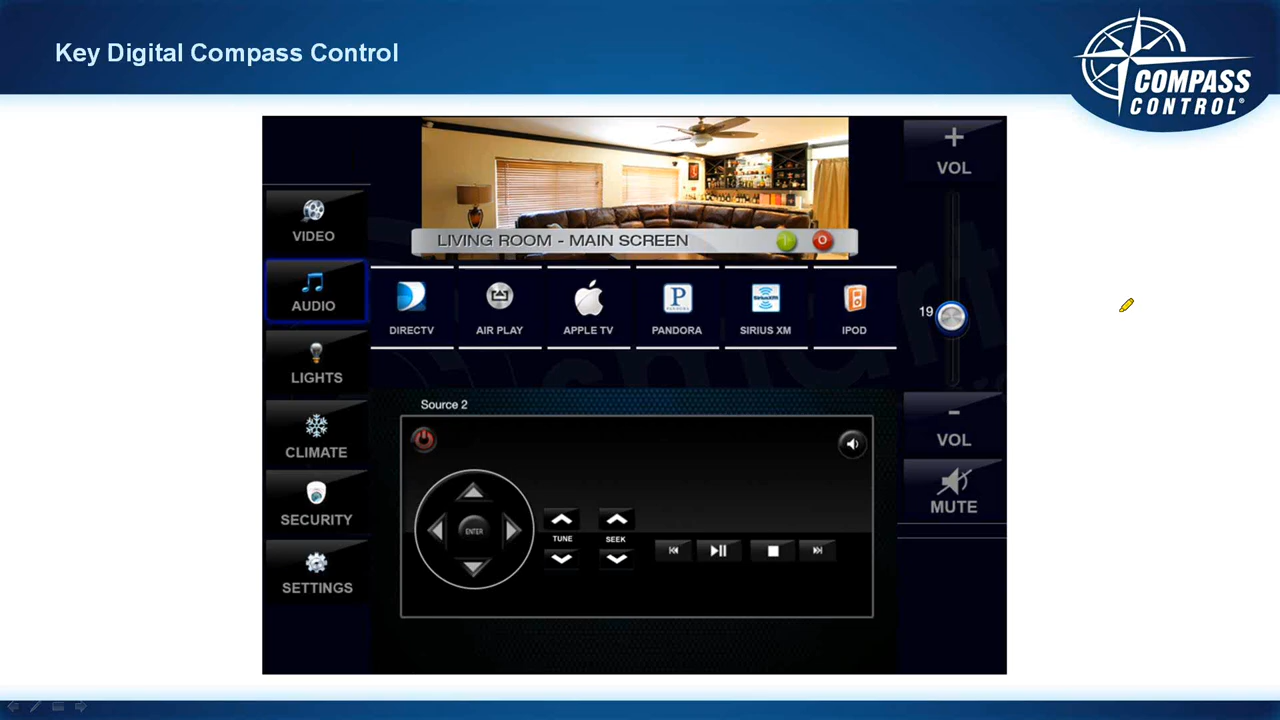 Key Digital Compass Control
COMPASS
CONTROL®
VOL
LIVING ROOM - MAIN SCREEN
VIDEO
AUDIO
LIGHTS
CLIMATE
SECURITY
SETTINGS
DIRECTV
AIR PLAY
APPLE TV
P
PANDORA
SiriusXM
SIRIUS XM
IPOD
19
Source 2
ENTER
TUNE
SEEK
VOL
MUTE